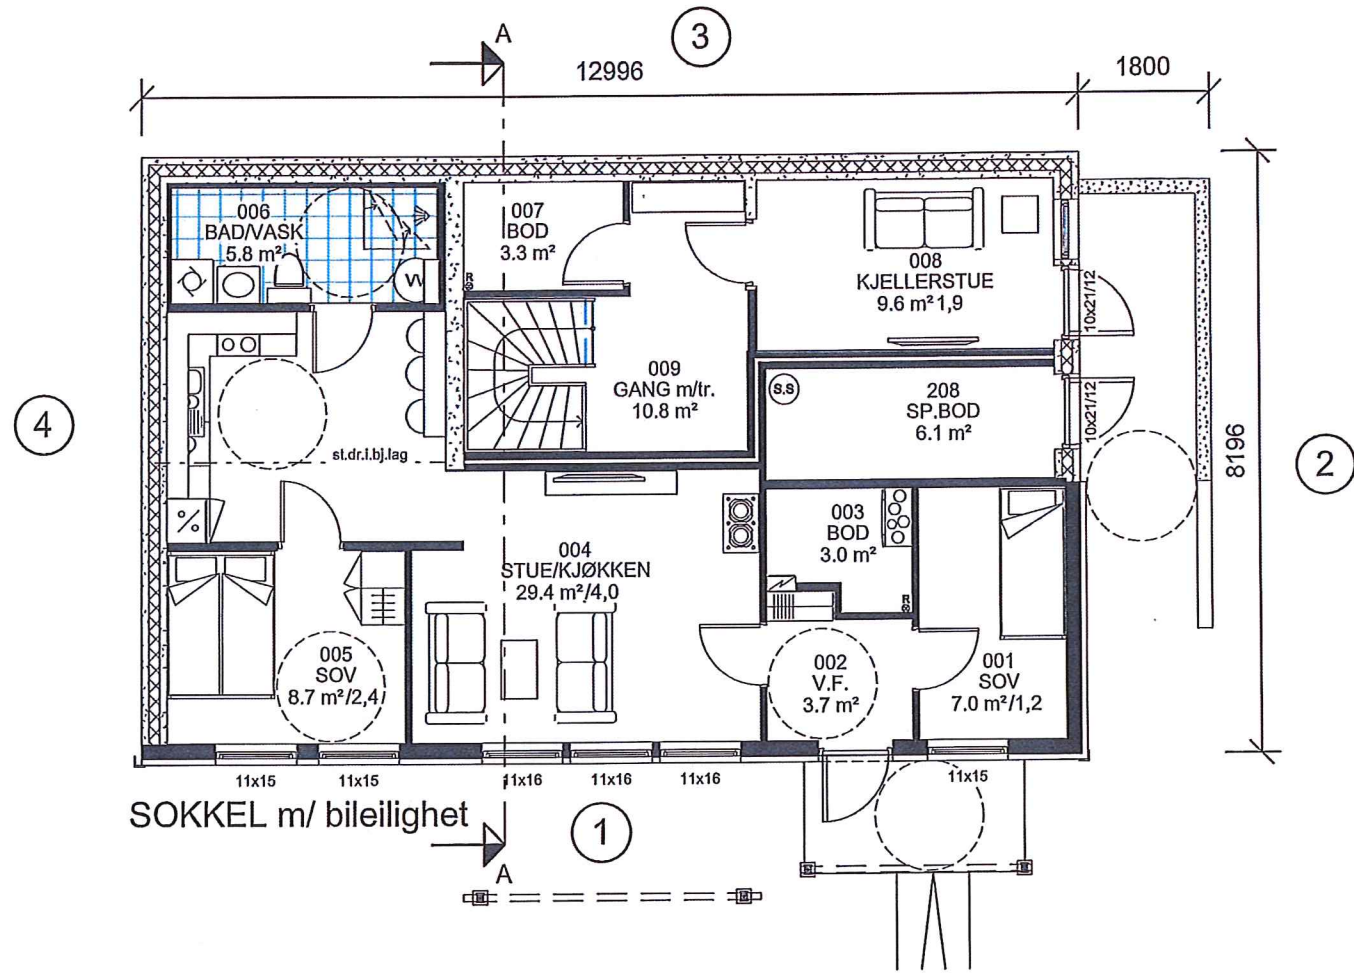 3
A
12996
1800
006
BAD/VASK
5.8 m²
007
BOD
3.3 m²
008
KJELLERSTUE
9.6 m² 1,9
10x21/12
009
GANG m/tr.
10.8 m²
S.S
208
SP.BOD
6.1 m²
10x21/12
4
2
8196
st.dr.i.bj.lag
003
BOD
3.0 m²
004
STUE/KJØKKEN
29.4 m²/4,0
005
SOV
8.7 m²/2,4
002
V.F.
3.7 m²
001
SOV
7.0 m²/1,2
11x15
11x15
11x16
11x16
11x16
11x15
SOKKEL m/ bileilighet
1
A